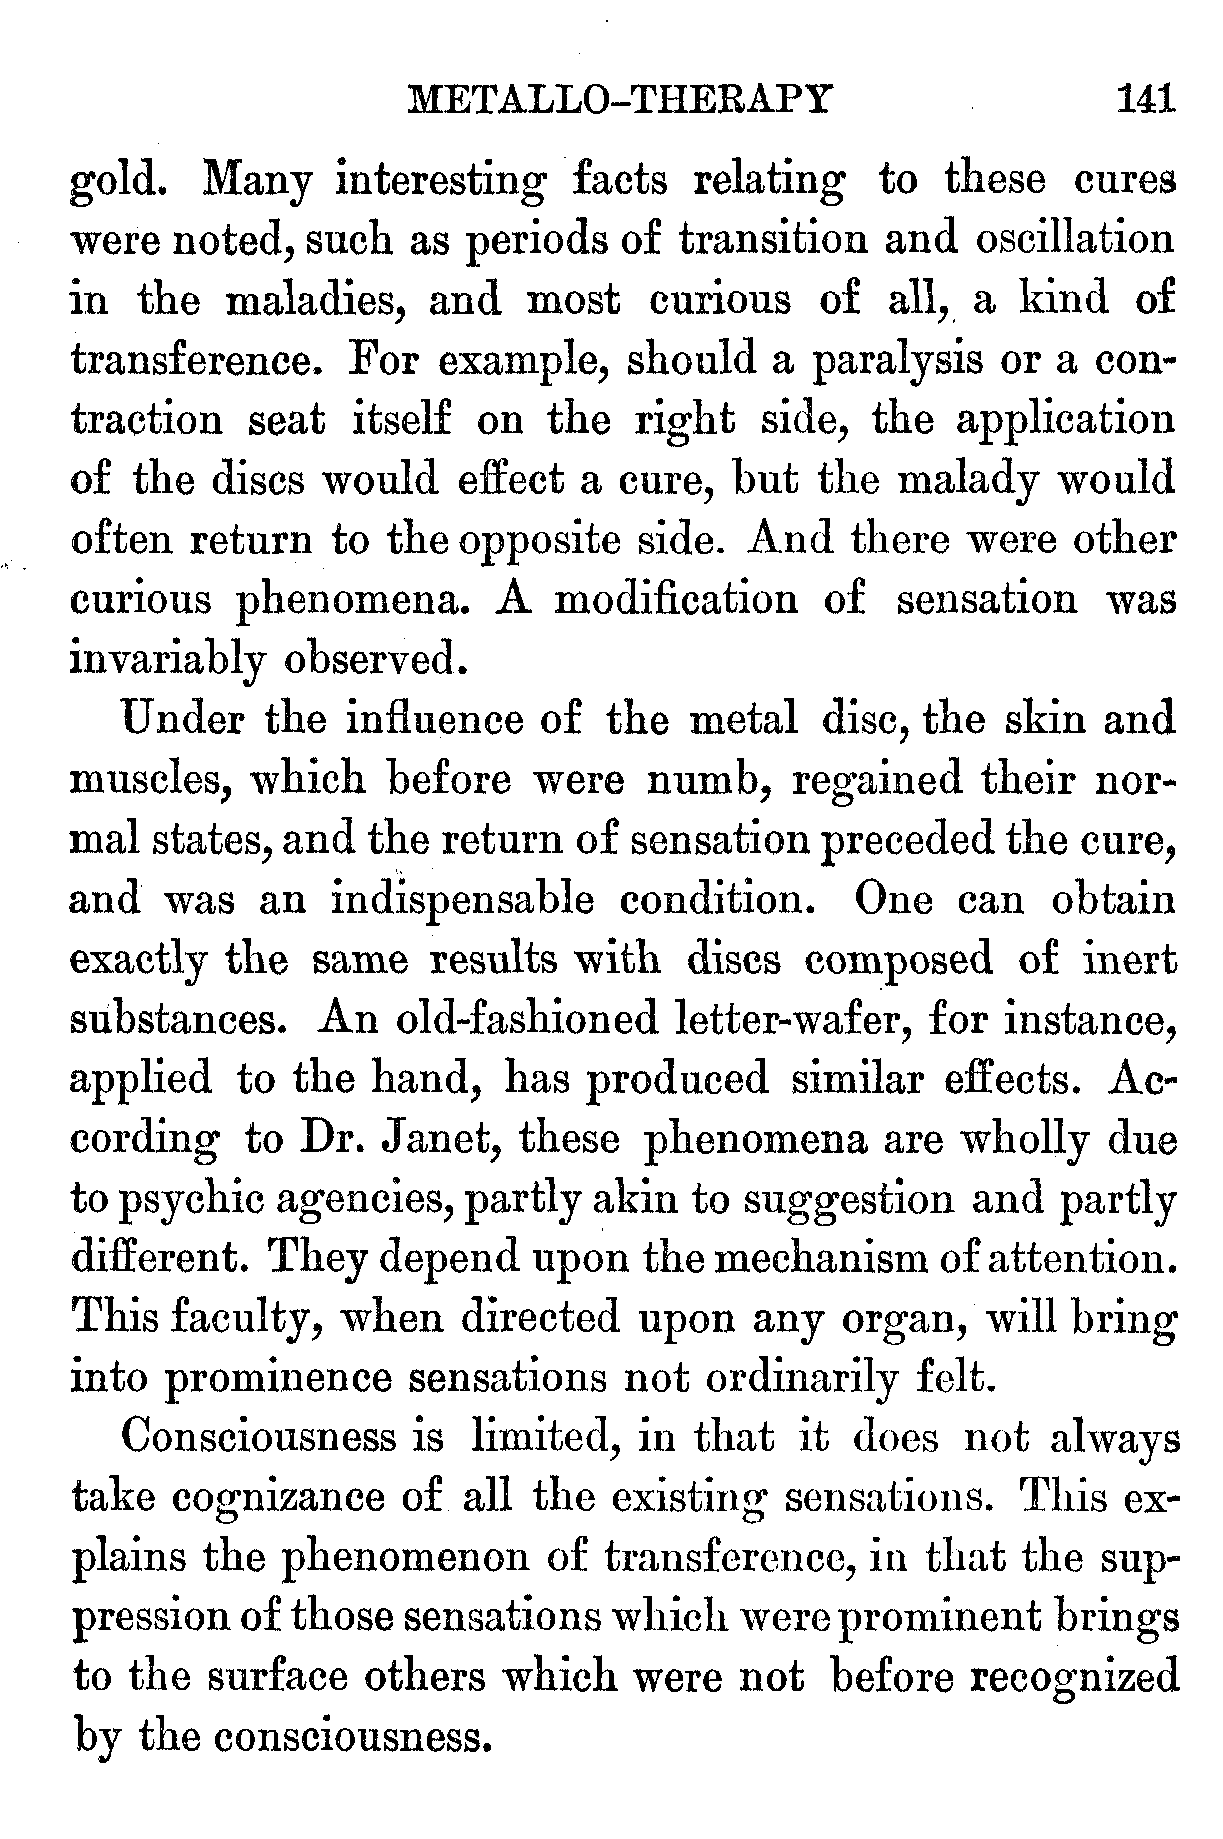 METALLO-THERAPY 141
gold. Many interesting facts relating to these cures
were noted, such as periods of transition and oscillation
in the maladies, and most curious of all, a kind of
transference. For example, should a paralysis or a con-
traction seat itself on the right side, the application
of the discs would effect a cure, but the malady would
often return to the opposite side. And there were other
curious phenomena. A modification of sensation was
invariably observed.
Under the influence of the metal disc, the skin and
muscles, which before were numb, regained their nor-
mal states, and the return of sensation preceded the cure,
and was an indispensable condition. One can obtain
exactly the same results with discs composed of inert
substances. An old-fashioned letter-wafer, for instance,
applied to the hand, has produced similar effects. Ac-
cording to Dr. Janet, these phenomena are wholly due
to psychic agencies, partly akin to suggestion and partly
different. They depend upon the mechanism of attention.
This faculty, when directed upon any organ, will bring
into prominence sensations not ordinarily felt.
Consciousness is limited, in that it does not always
take cognizance of all the existing sensations. This ex-
plains the phenomenon of transference, in that the sup-
pression of those sensations which were prominent brings
to the surface others which were not before recognized
by the consciousness.